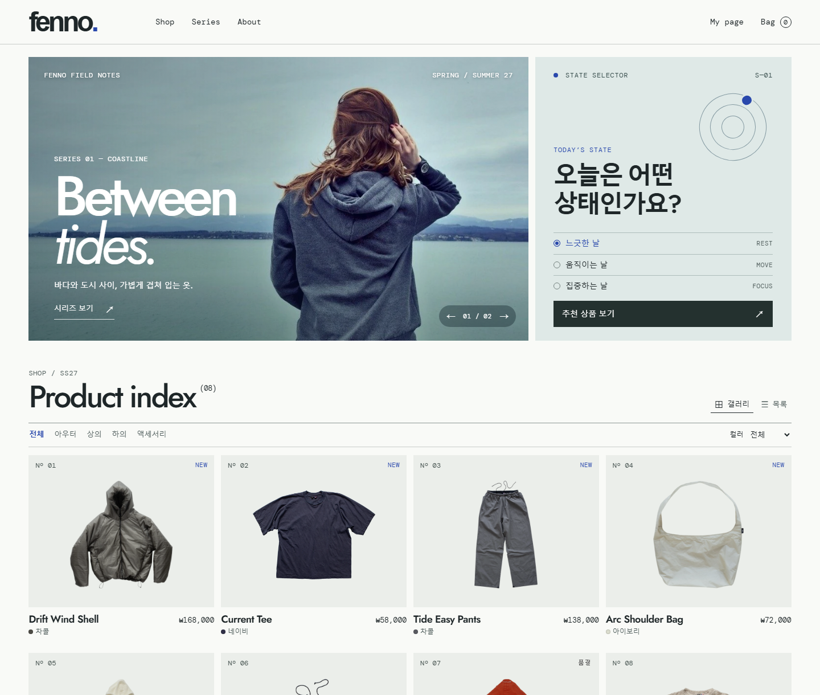 fenno.
Shop Series About
My page Bag 0
FENNO FIELD NOTES
SPRING / SUMMER 27
SERIES 01 — COASTLINE
Between
tides.
바다와 도시 사이, 가볍게 겹쳐 입는 옷.
시리즈 보기 ↗
← 01 / 02 →
STATE SELECTOR
S—01
TODAY'S STATE
오늘은 어떤
상태인가요?
느긋한 날 REST
움직이는 날 MOVE
집중하는 날 FOCUS
추천 상품 보기 ↗
SHOP / SS27
Product index (08)
갤러리 목록
전체 아우터 상의 하의 액세서리
컬러 전체
Nº 01 NEW
Nº 02 NEW
Nº 03 NEW
Nº 04 NEW
Drift Wind Shell ₩168,000
차콜
Current Tee ₩58,000
네이비
Tide Easy Pants ₩138,000
차콜
Arc Shoulder Bag ₩72,000
아이보리
Nº 05
Nº 06
Nº 07 품절
Nº 08